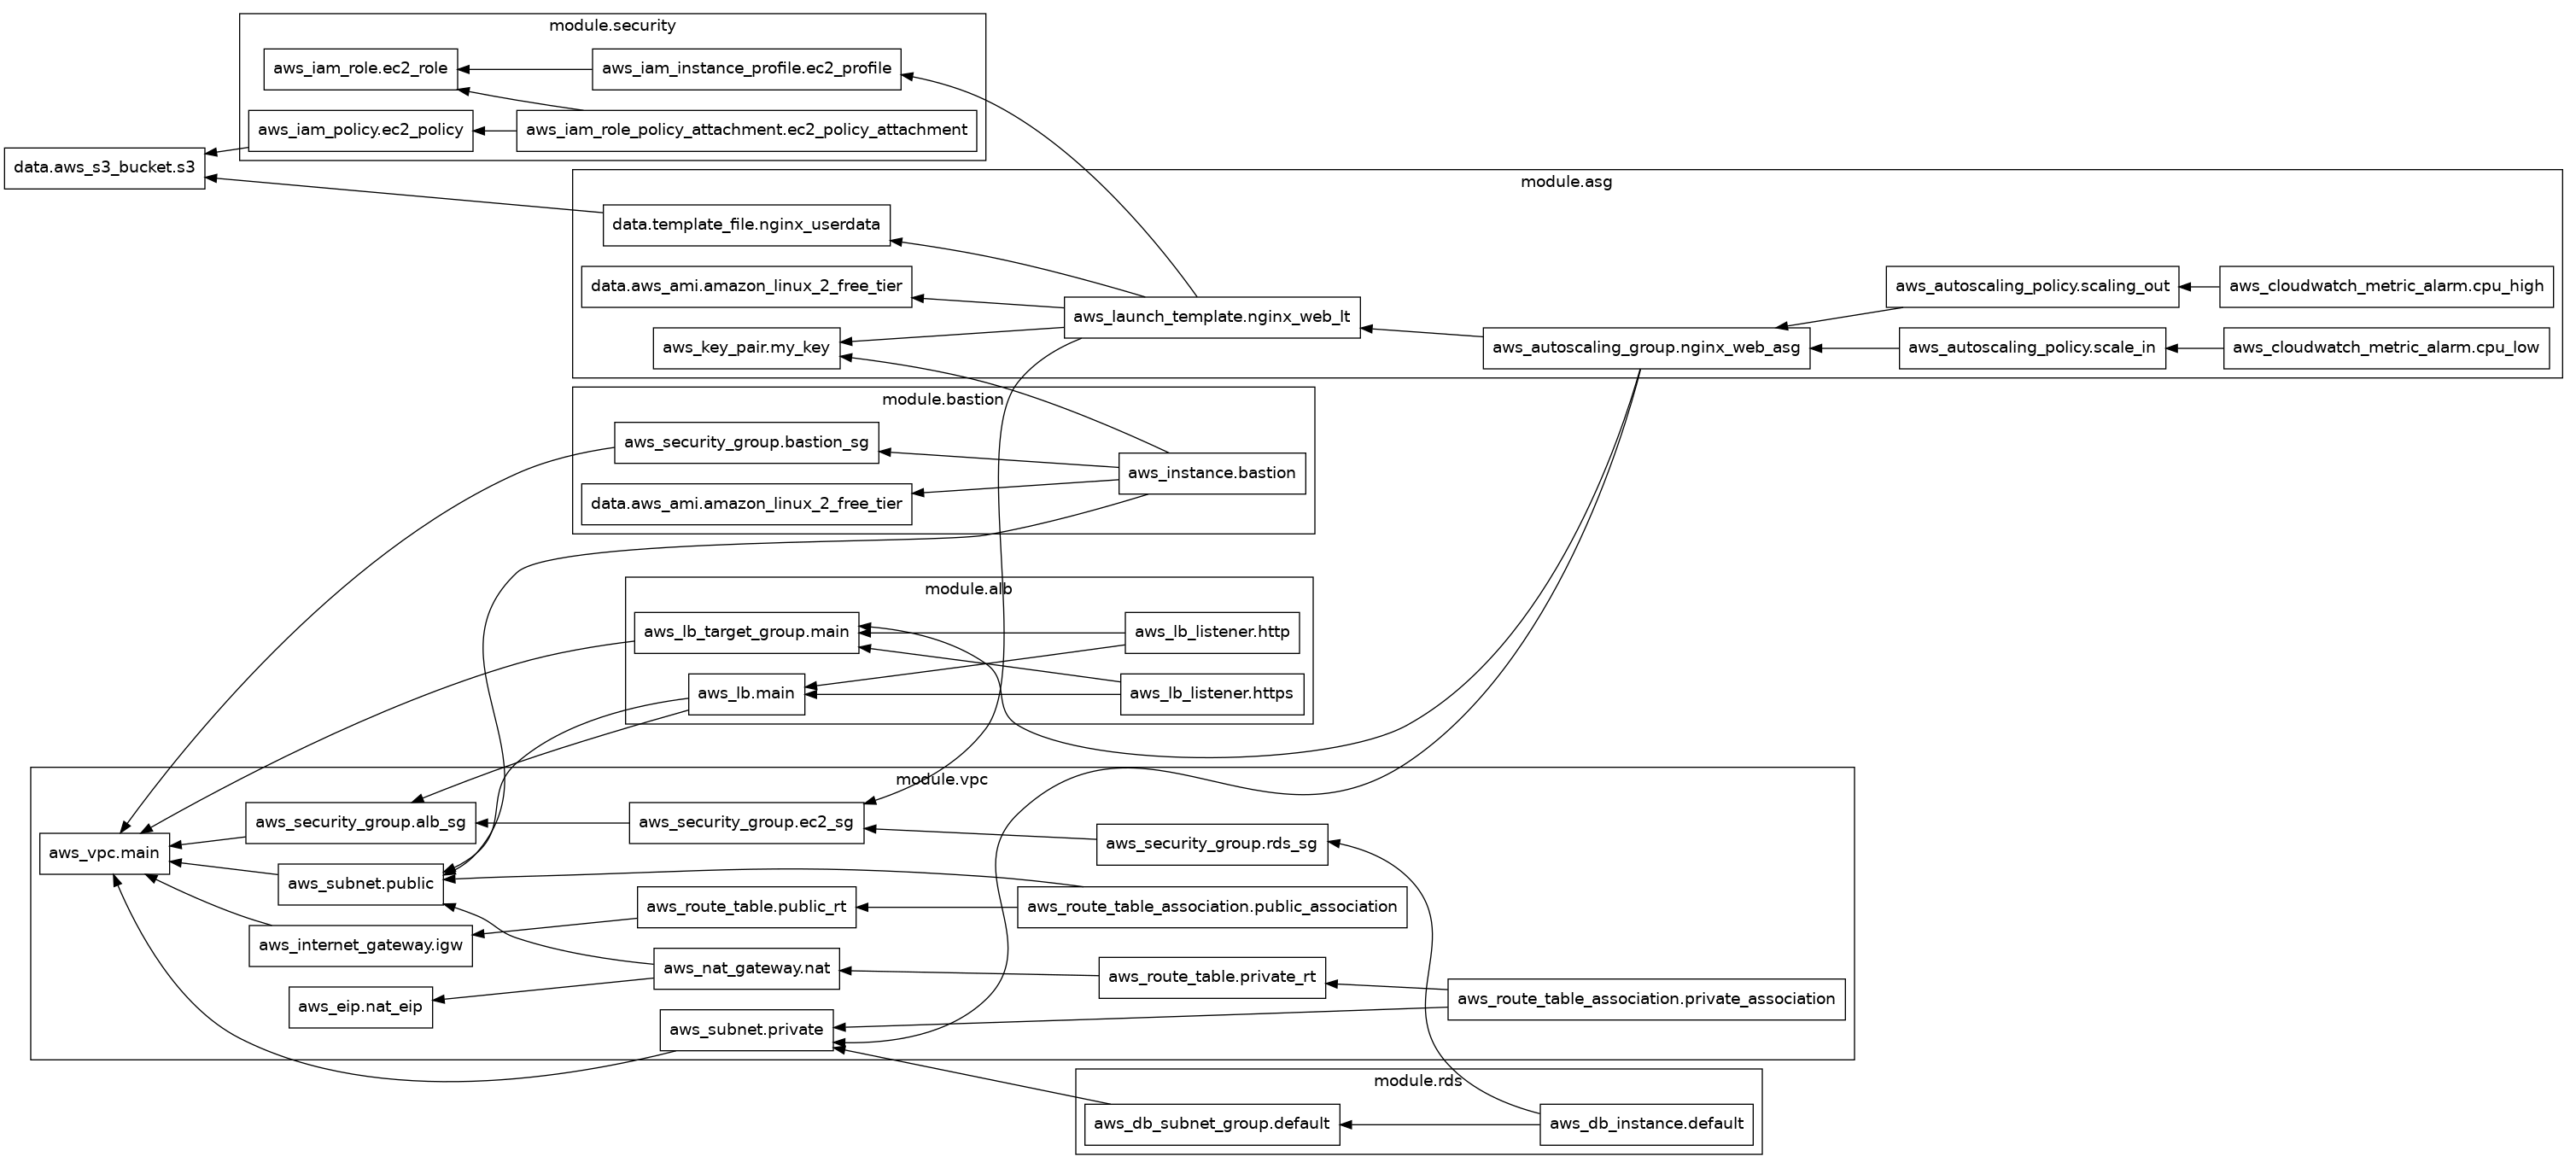 module.security
aws_iam_role.ec2_role
aws_iam_instance_profile.ec2_profile
aws_iam_policy.ec2_policy
aws_iam_role_policy_attachment.ec2_policy_attachment
data.aws_s3_bucket.s3
module.asg
data.template_file.nginx_userdata
data.aws_ami.amazon_linux_2_free_tier
aws_launch_template.nginx_web_lt
aws_key_pair.my_key
aws_autoscaling_group.nginx_web_asg
aws_autoscaling_policy.scaling_out
aws_cloudwatch_metric_alarm.cpu_high
aws_autoscaling_policy.scale_in
aws_cloudwatch_metric_alarm.cpu_low
module.bastion
aws_security_group.bastion_sg
aws_instance.bastion
data.aws_ami.amazon_linux_2_free_tier
module.alb
aws_lb_target_group.main
aws_lb_listener.http
aws_lb.main
aws_lb_listener.https
module.vpc
aws_security_group.alb_sg
aws_security_group.ec2_sg
aws_security_group.rds_sg
aws_vpc.main
aws_subnet.public
aws_route_table.public_rt
aws_route_table_association.public_association
aws_internet_gateway.igw
aws_nat_gateway.nat
aws_route_table.private_rt
aws_route_table_association.private_association
aws_eip.nat_eip
aws_subnet.private
module.rds
aws_db_subnet_group.default
aws_db_instance.default